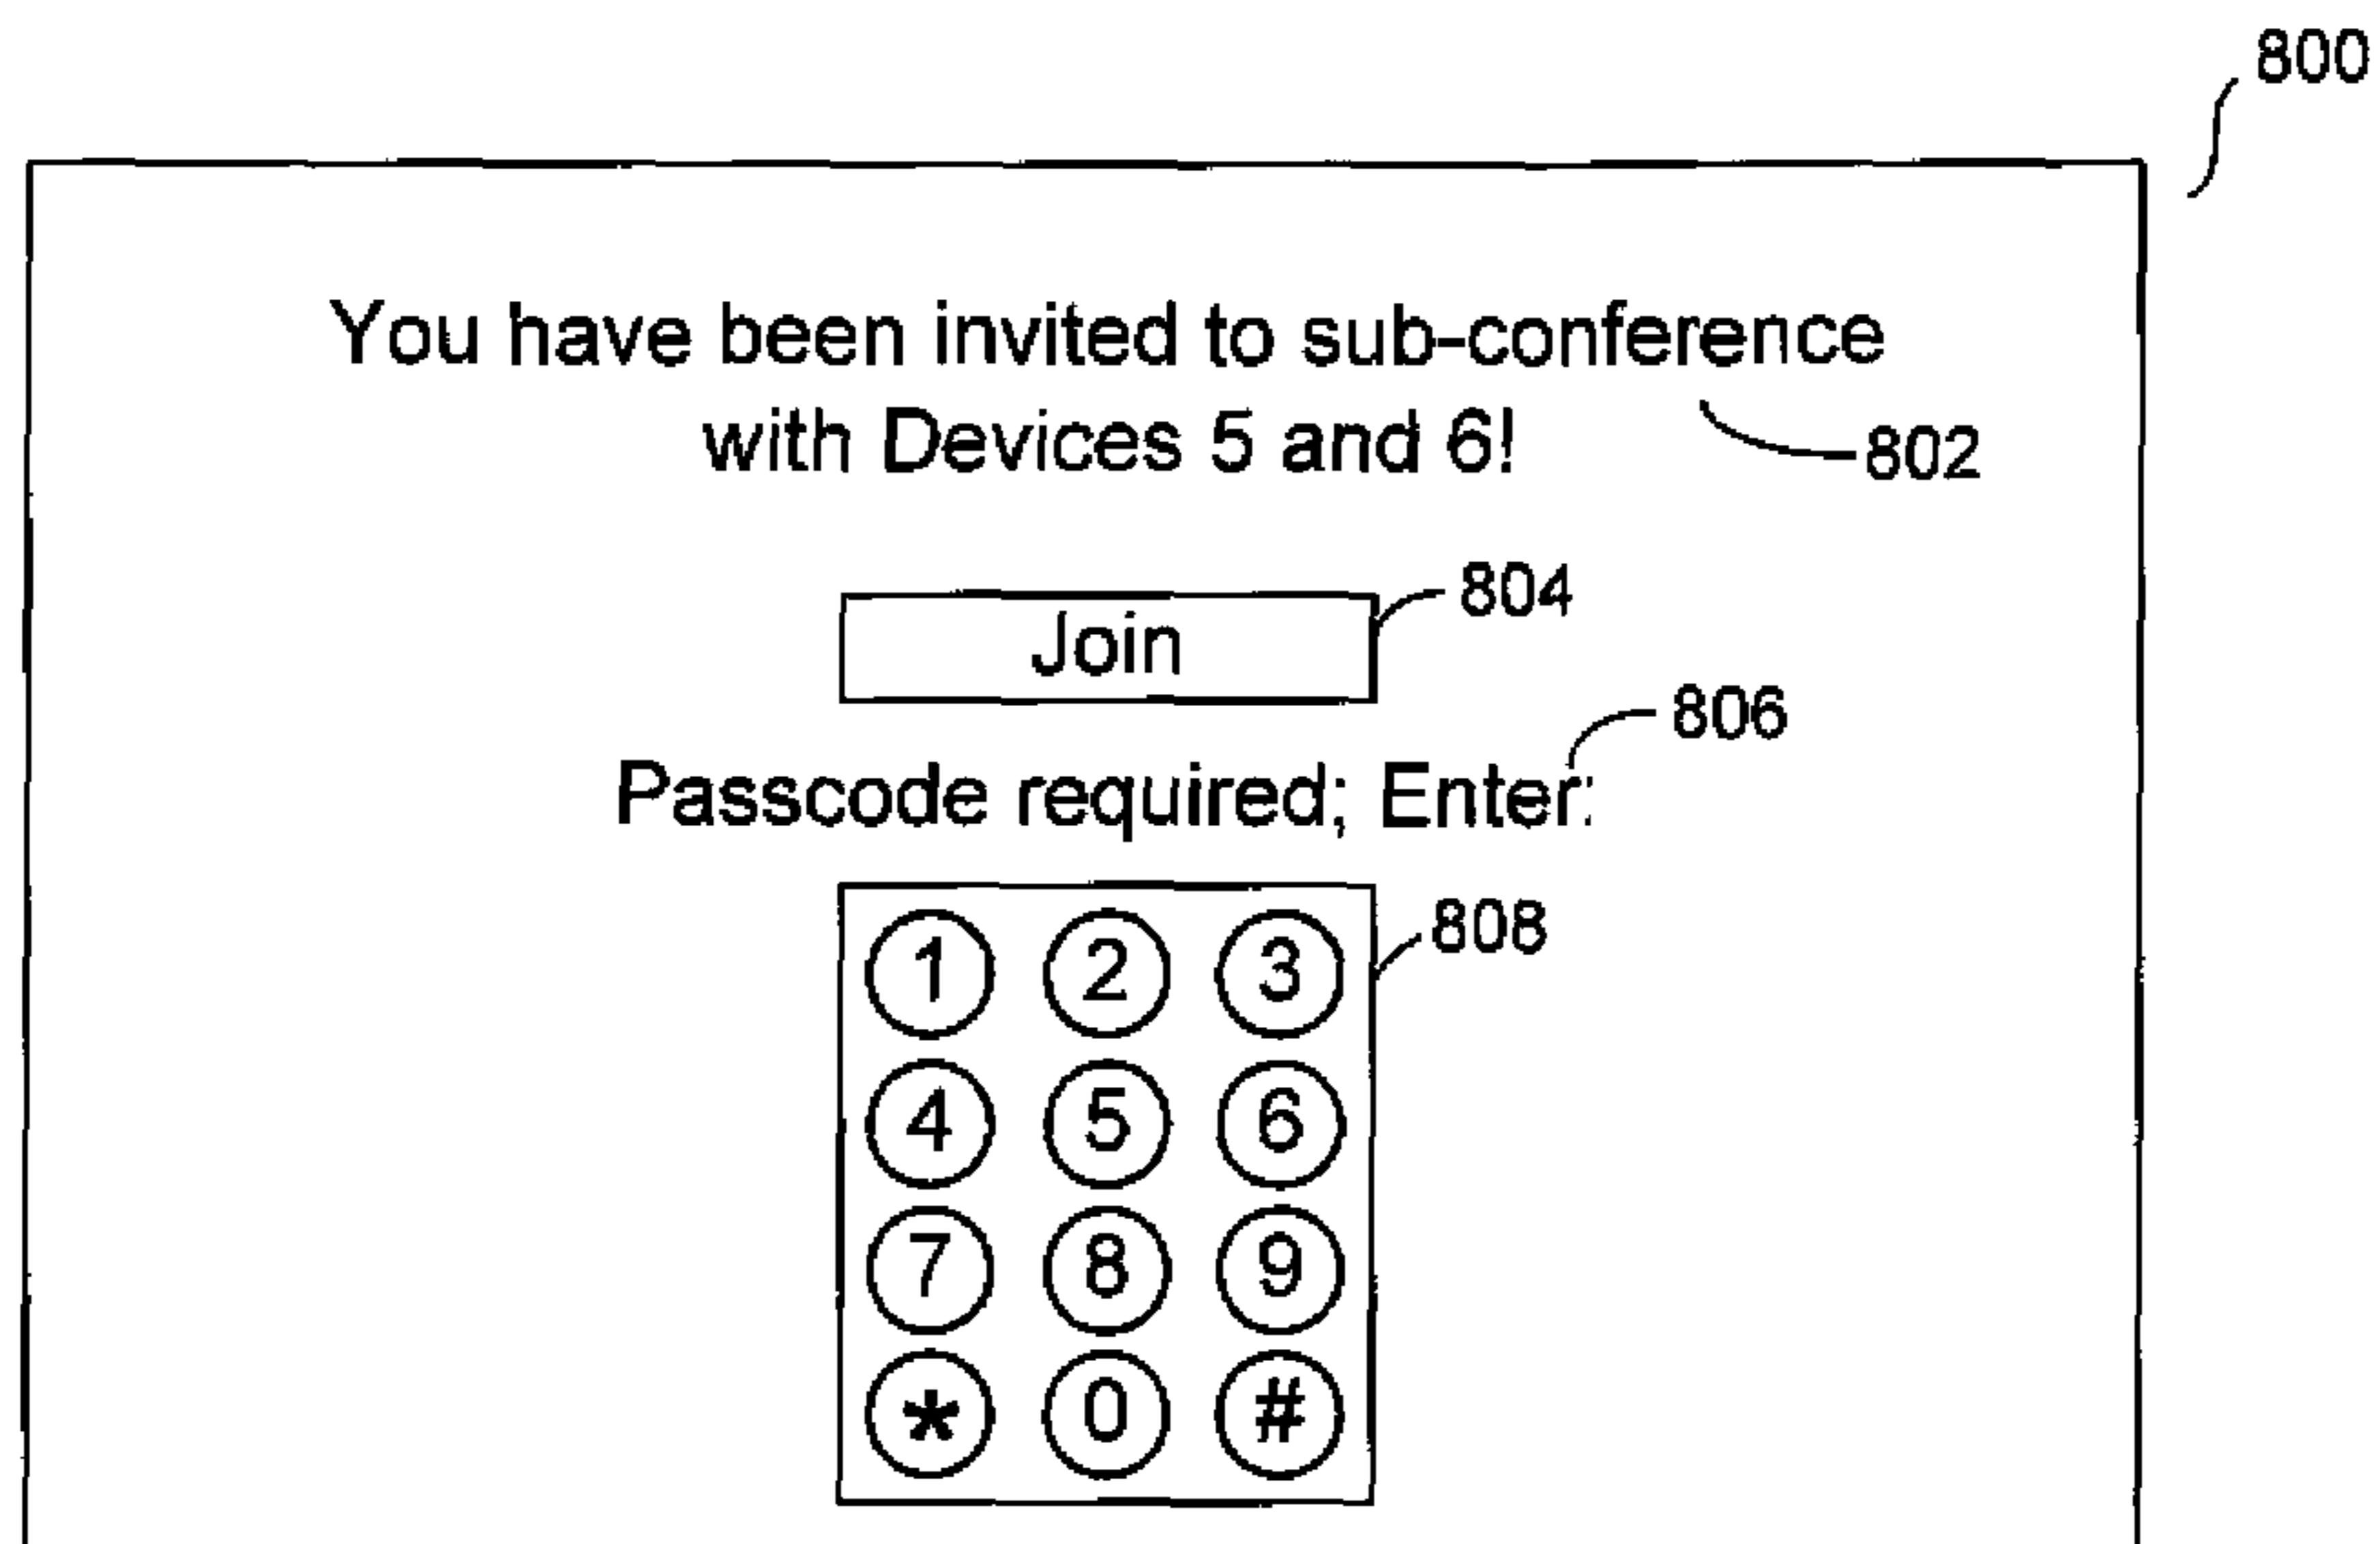 800
You have been invited to sub-conference
with Devices 5 and 6!
802
804
Join
806
Passcode required; Enter:
808
1 2 3
4 5 6
7 8 9
* 0 #